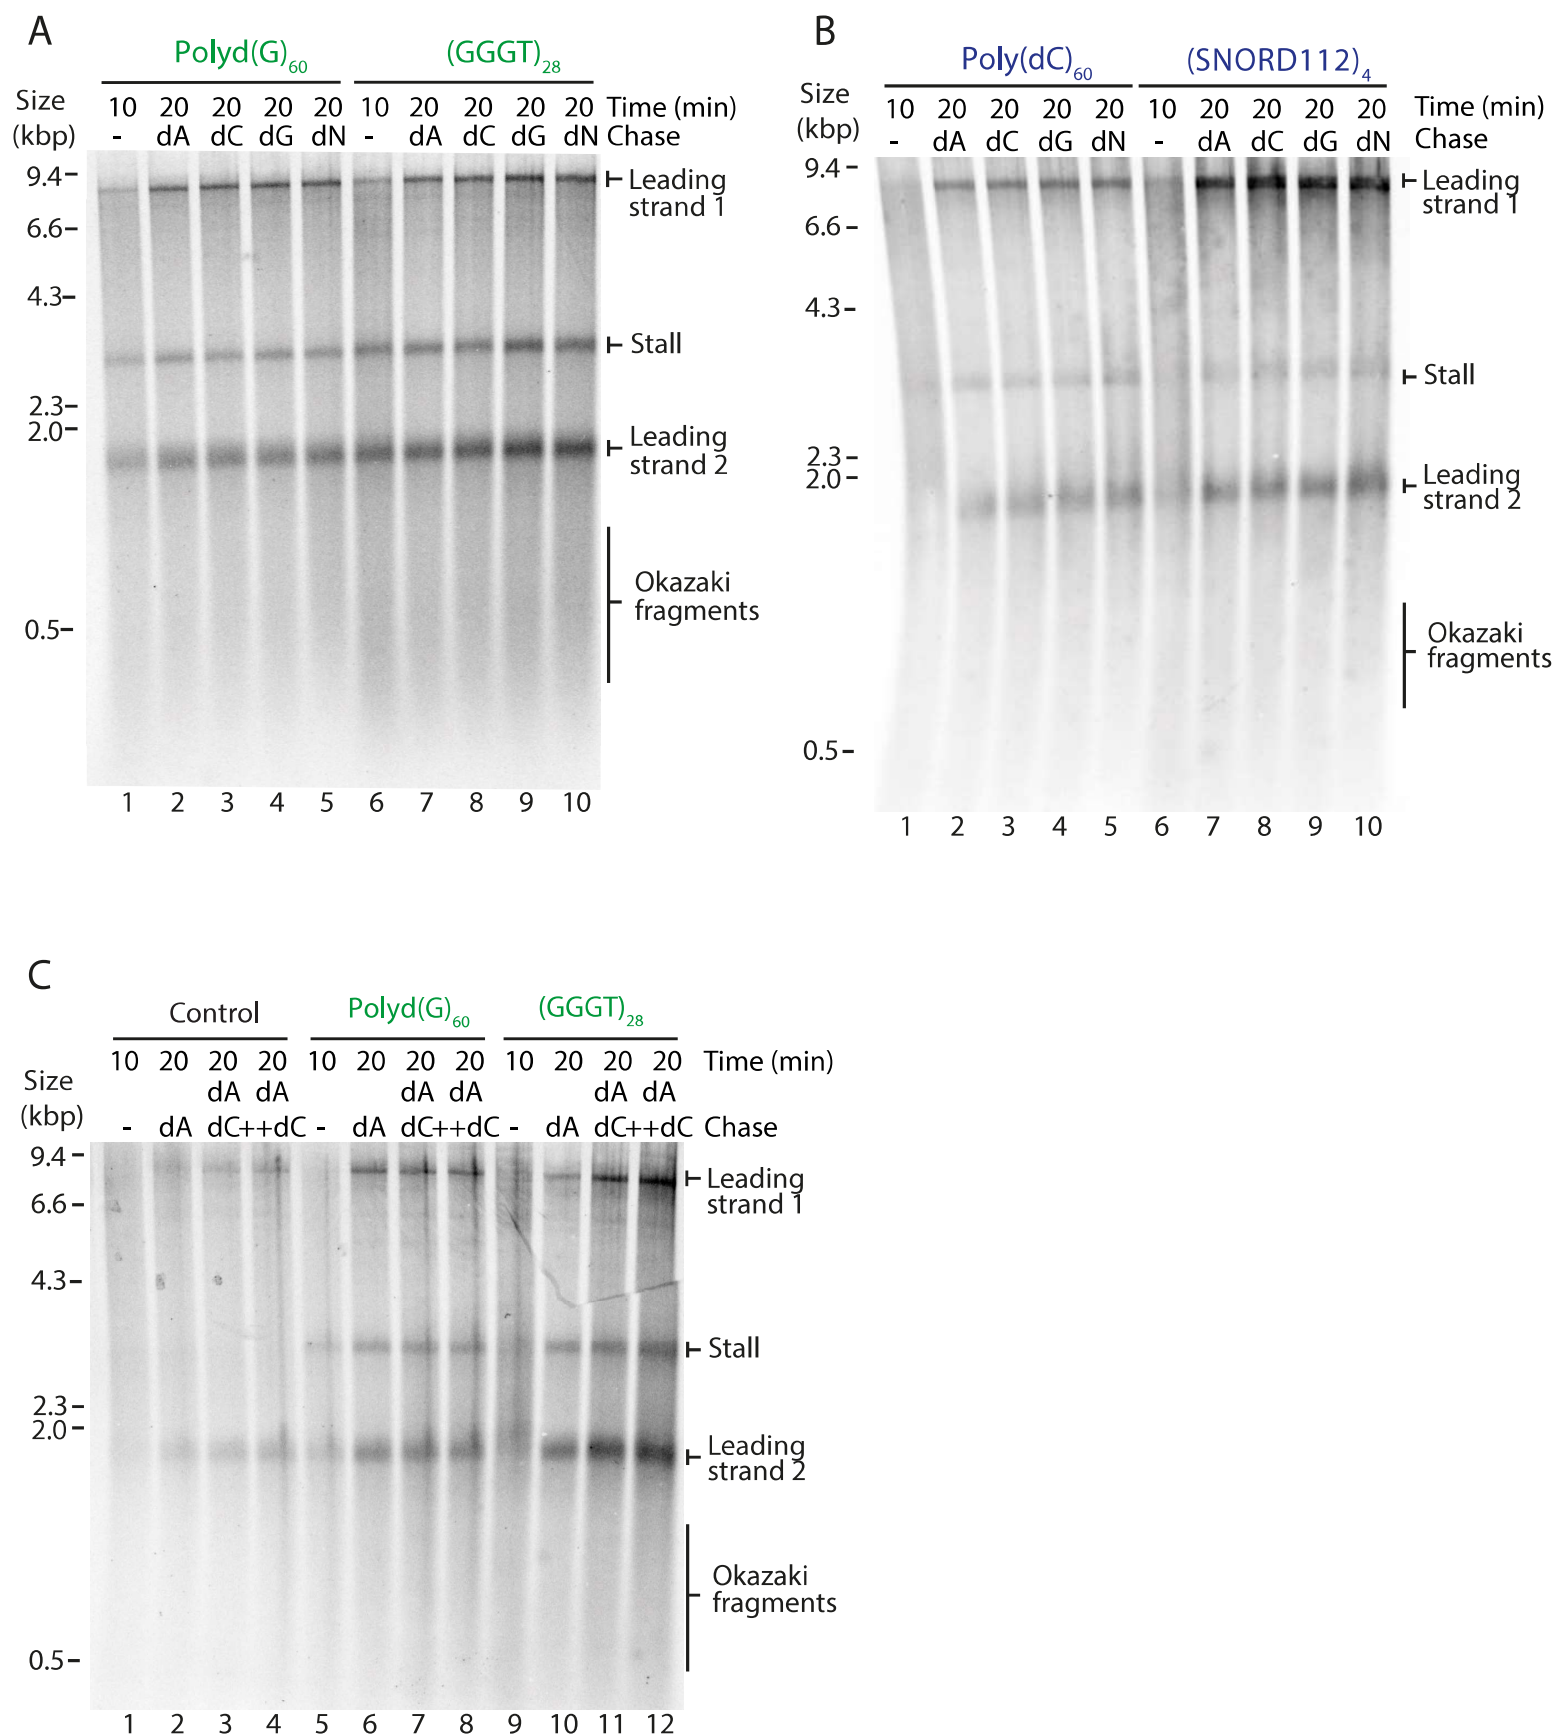 A
Polyd(G)60 (GGGT)28
Size (kbp)
10 20 20 20 20 10 20 20 20 20 Time (min)
- dA dC dG dN - dA dC dG dN Chase
9.4
6.6
4.3
2.3
2.0
0.5
Leading
strand 1
Stall
Leading
strand 2
Okazaki
fragments
1 2 3 4 5 6 7 8 9 10
B
Poly(dC)60 (SNORD112)4
Size (kbp)
10 20 20 20 20 10 20 20 20 20 Time (min)
- dA dC dG dN - dA dC dG dN Chase
9.4
6.6
4.3
2.3
2.0
0.5
Leading
strand 1
Stall
Leading
strand 2
Okazaki
fragments
1 2 3 4 5 6 7 8 9 10
C
Control Polyd(G)60 (GGGT)28
Size (kbp)
10 20 20 20 10 20 20 20 10 20 20 20 Time (min)
dA dA dA dA dA dA
- dA dC++dC - dA dC++dC - dA dC++dC Chase
9.4
6.6
4.3
2.3
2.0
0.5
Leading
strand 1
Stall
Leading
strand 2
Okazaki
fragments
1 2 3 4 5 6 7 8 9 10 11 12